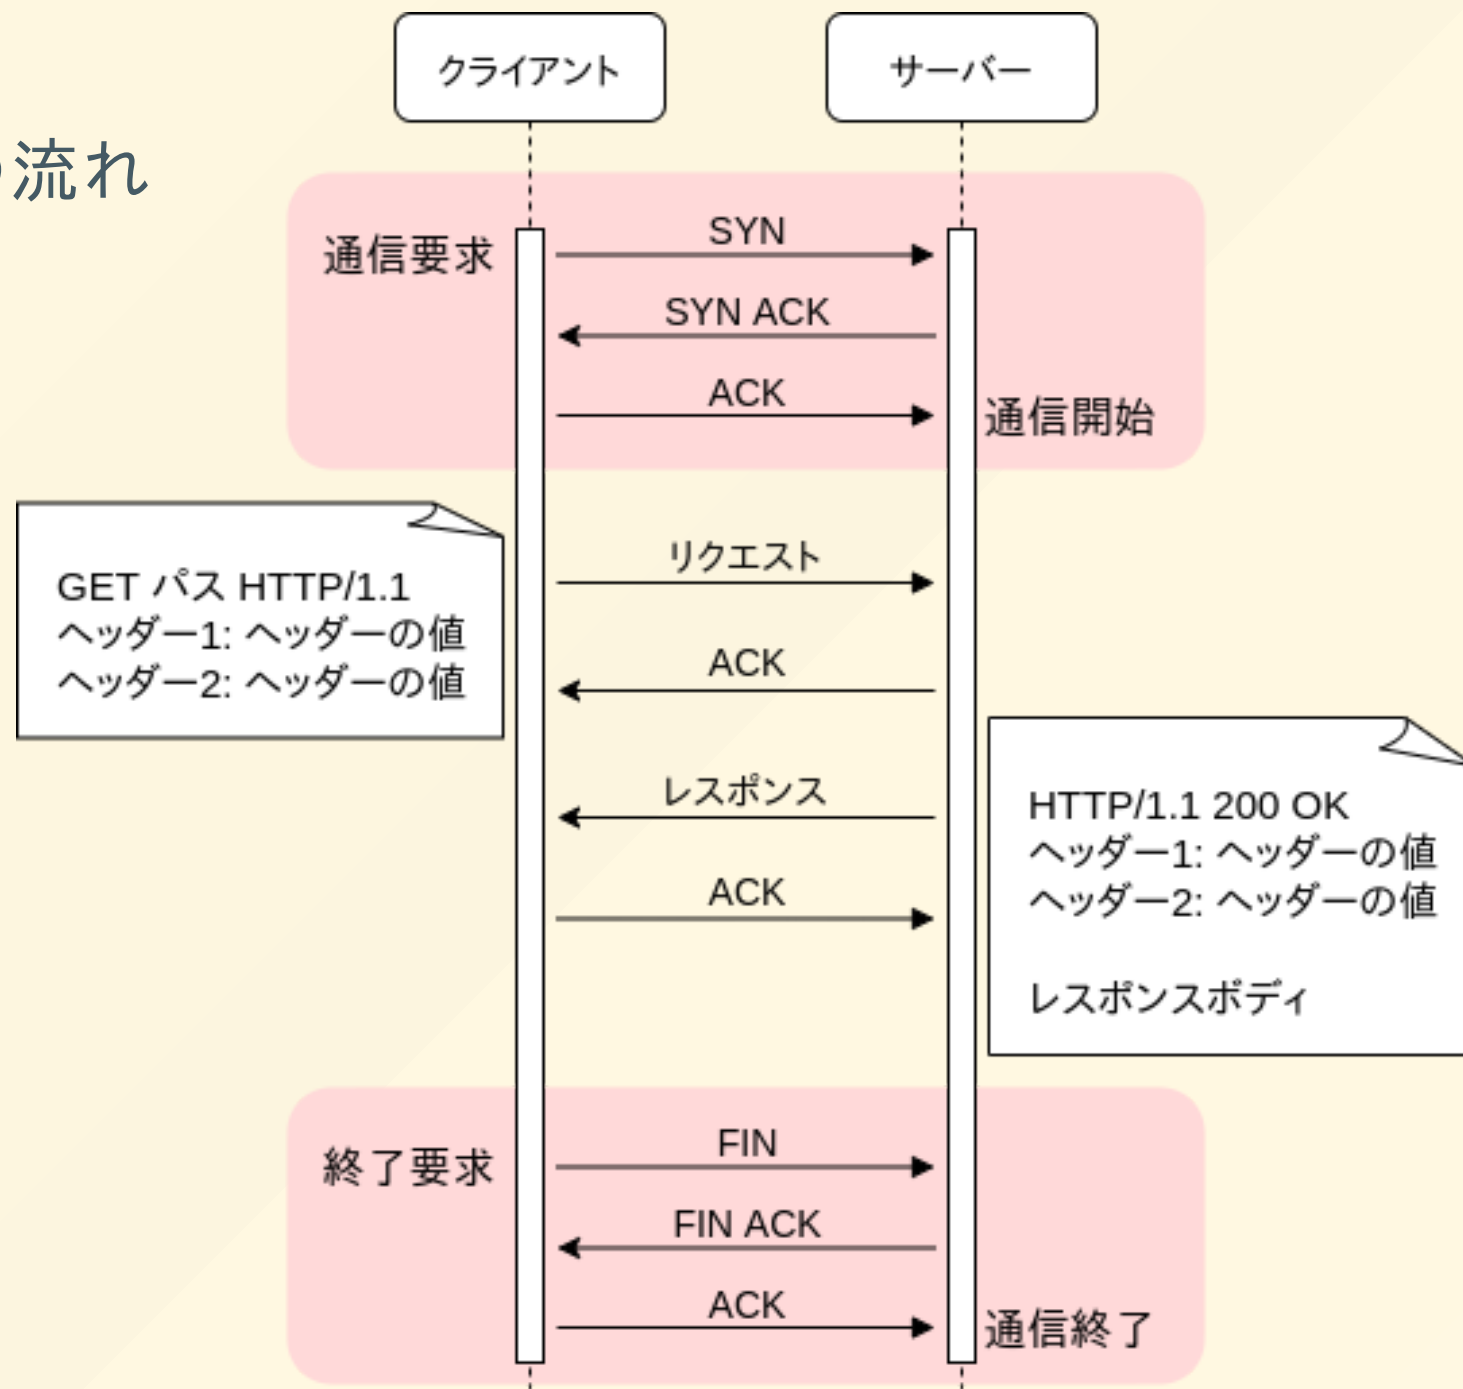 クライアント
サーバー
の流れ
通信要求
SYN
SYN ACK
ACK
通信開始
GET パス HTTP/1.1
ヘッダー1: ヘッダーの値
ヘッダー2: ヘッダーの値
リクエスト
ACK
レスポンス
ACK
HTTP/1.1 200 OK
ヘッダー1: ヘッダーの値
ヘッダー2: ヘッダーの値
レスポンスボディ
終了要求
FIN
FIN ACK
ACK
通信終了